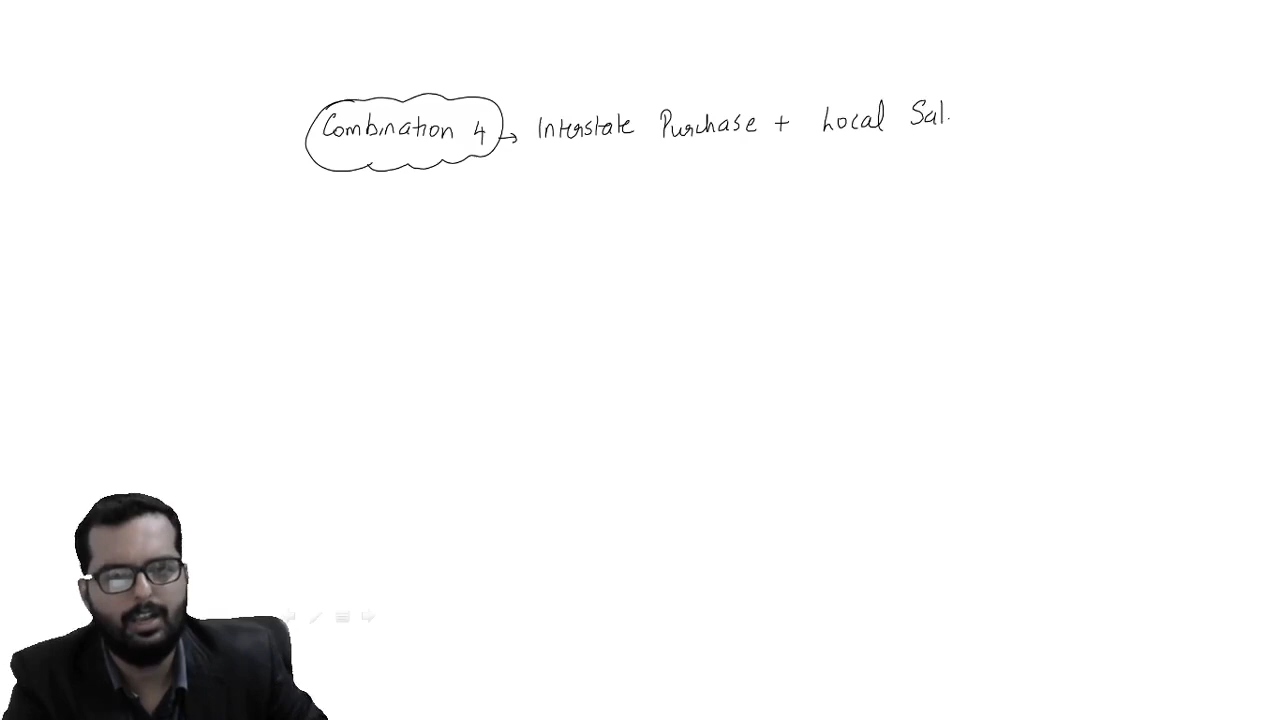 Combination 4 → Interstate Purchase + Local Sal.